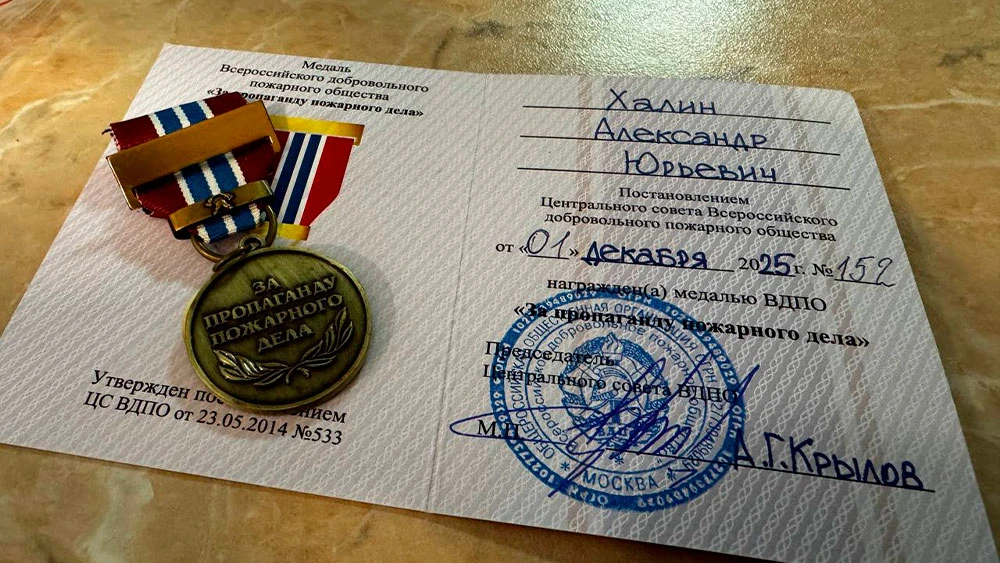 Медаль
Всероссийского добровольного
пожарного общества
«За пропаганду пожарного дела»
ЗА
ПРОПАГАНДУ
ПОЖАРНОГО
ДЕЛА
Утвержден
ЦС ВДПО от 23.05.2014 №533
Халин
Александр
Юрьевич
Постановлением
Центрального совета Всероссийского
добровольного пожарного общества
от «01» декабря 2025г. №152
награжден(а) медалью ВДПО
«За пропаганду пожарного дела»
Председатель
Центрального совета ВДПО
М.П.
А.Г.Крылов
МОСКВА